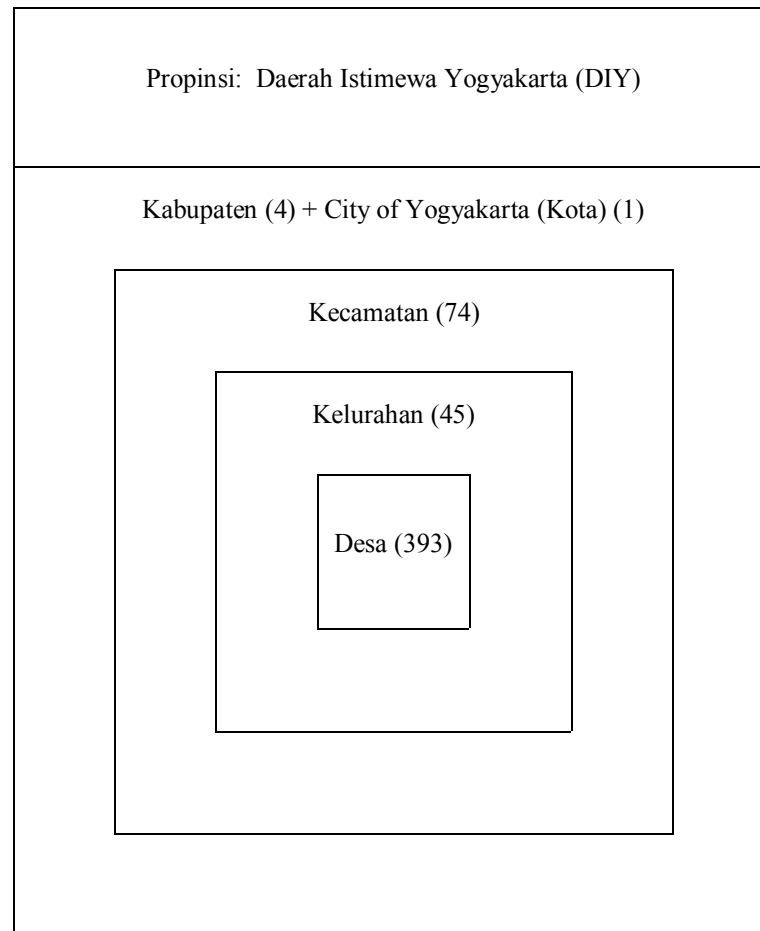 Propinsi: Daerah Istimewa Yogyakarta (DIY)
Kabupaten (4) + City of Yogyakarta (Kota) (1)
Kecamatan (74)
Kelurahan (45)
Desa (393)